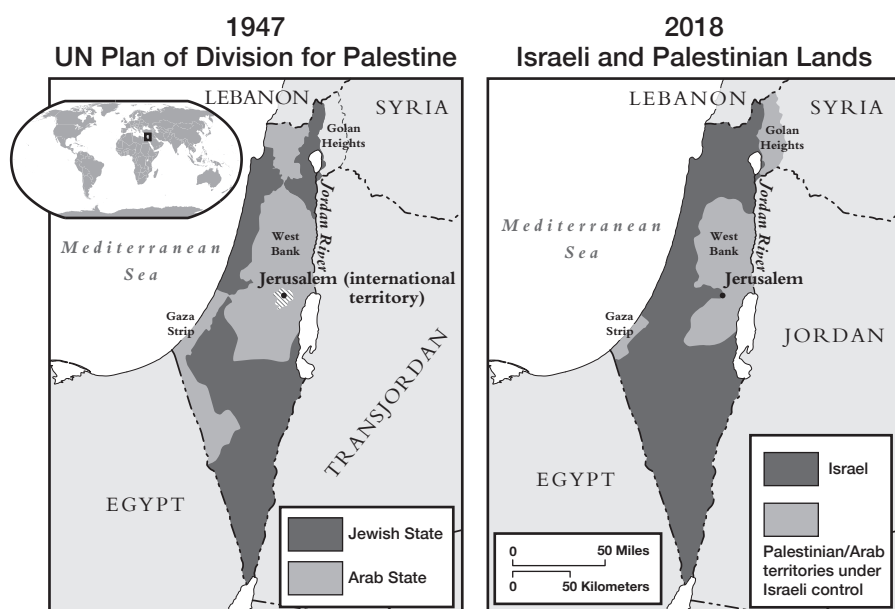 1947
UN Plan of Division for Palestine
LEBANON
SYRIA
Golan
Heights
Jordan River
Mediterranean
Sea
West
Bank
Jerusalem (international
territory)
Gaza
Strip
TRANSJORDAN
EGYPT
Jewish State
Arab State
2018
Israeli and Palestinian Lands
LEBANON
SYRIA
Golan
Heights
Jordan River
Mediterranean
Sea
West
Bank
Jerusalem
Gaza
Strip
JORDAN
EGYPT
0 50 Miles
0 50 Kilometers
Israel
Palestinian/Arab
territories under
Israeli control